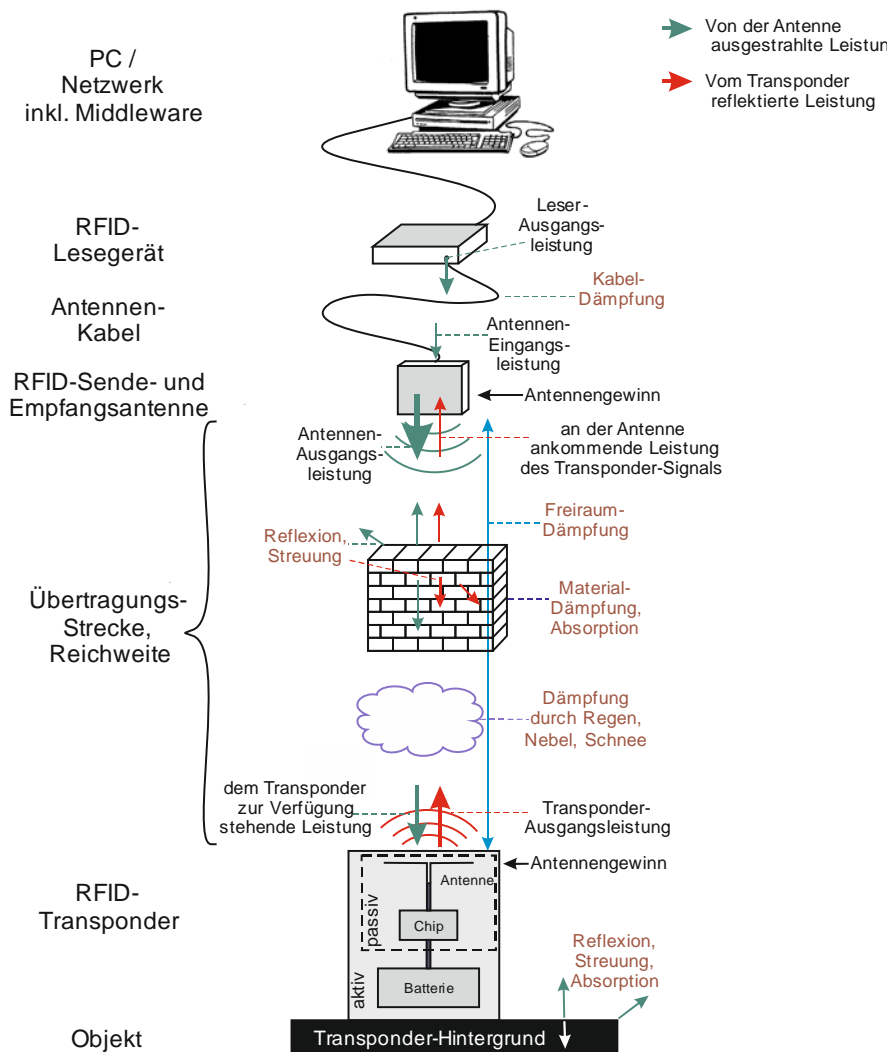 PC /
Netzwerk
inkl. Middleware
Von der Antenne
ausgestrahlte Leistun
Vom Transponder
reflektierte Leistung
RFID-
Lesegerät
Leser-
Ausgangs-
leistung
Kabel-
Dämpfung
Antennen-
Kabel
Antennen-
Eingangs-
leistung
RFID-Sende- und
Empfangsantenne
Antennengewinn
Antennen-
Ausgangs-
leistung
an der Antenne
ankommende Leistung
des Transponder-Signals
Freiraum-
Dämpfung
Reflexion,
Streuung
Übertragungs-
Strecke,
Reichweite
Material-
Dämpfung,
Absorption
Dämpfung
durch Regen,
Nebel, Schnee
dem Transponder
zur Verfügung
stehende Leistung
Transponder-
Ausgangsleistung
Antennengewinn
RFID-
Transponder
Antenne
passiv
Chip
aktiv
Batterie
Reflexion,
Streuung,
Absorption
Objekt
Transponder-Hintergrund